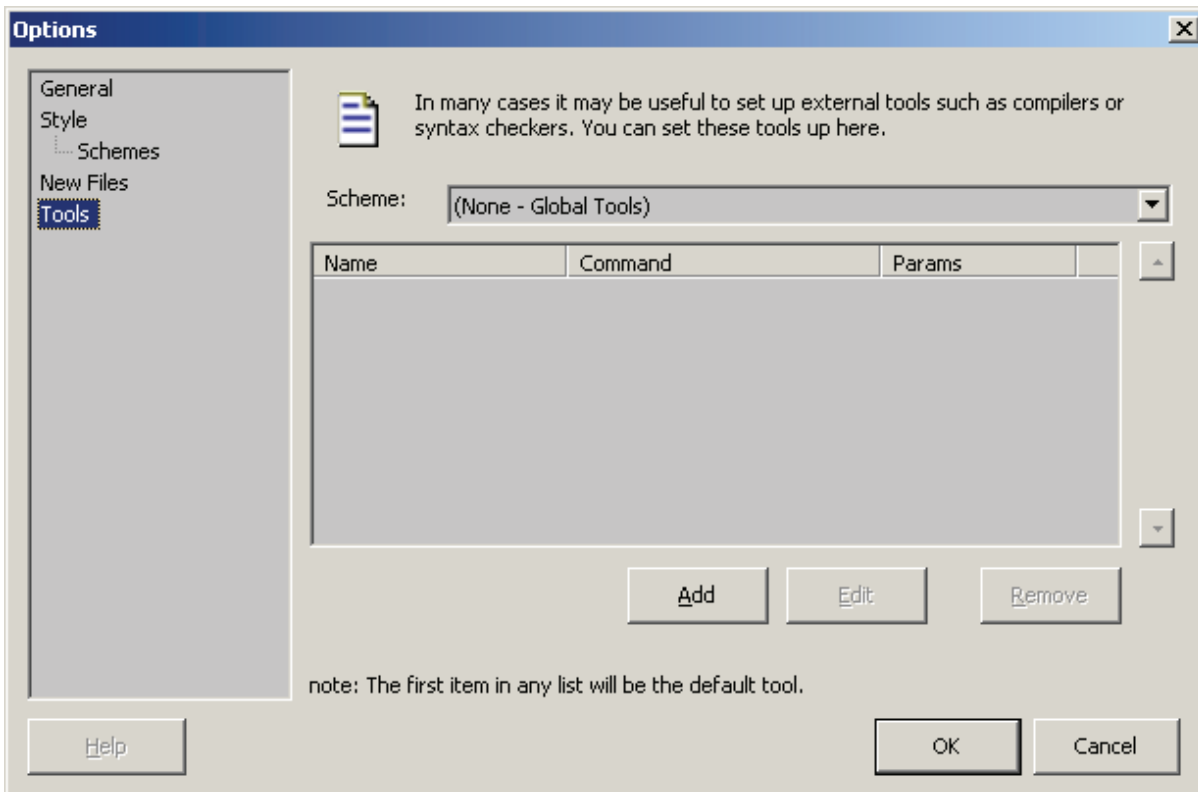 Options
General
Style
Schemes
New Files
Tools
In many cases it may be useful to set up external tools such as compilers or
syntax checkers. You can set these tools up here.
Scheme: (None - Global Tools)
Name Command Params
Add Edit Remove
note: The first item in any list will be the default tool.
Help OK Cancel